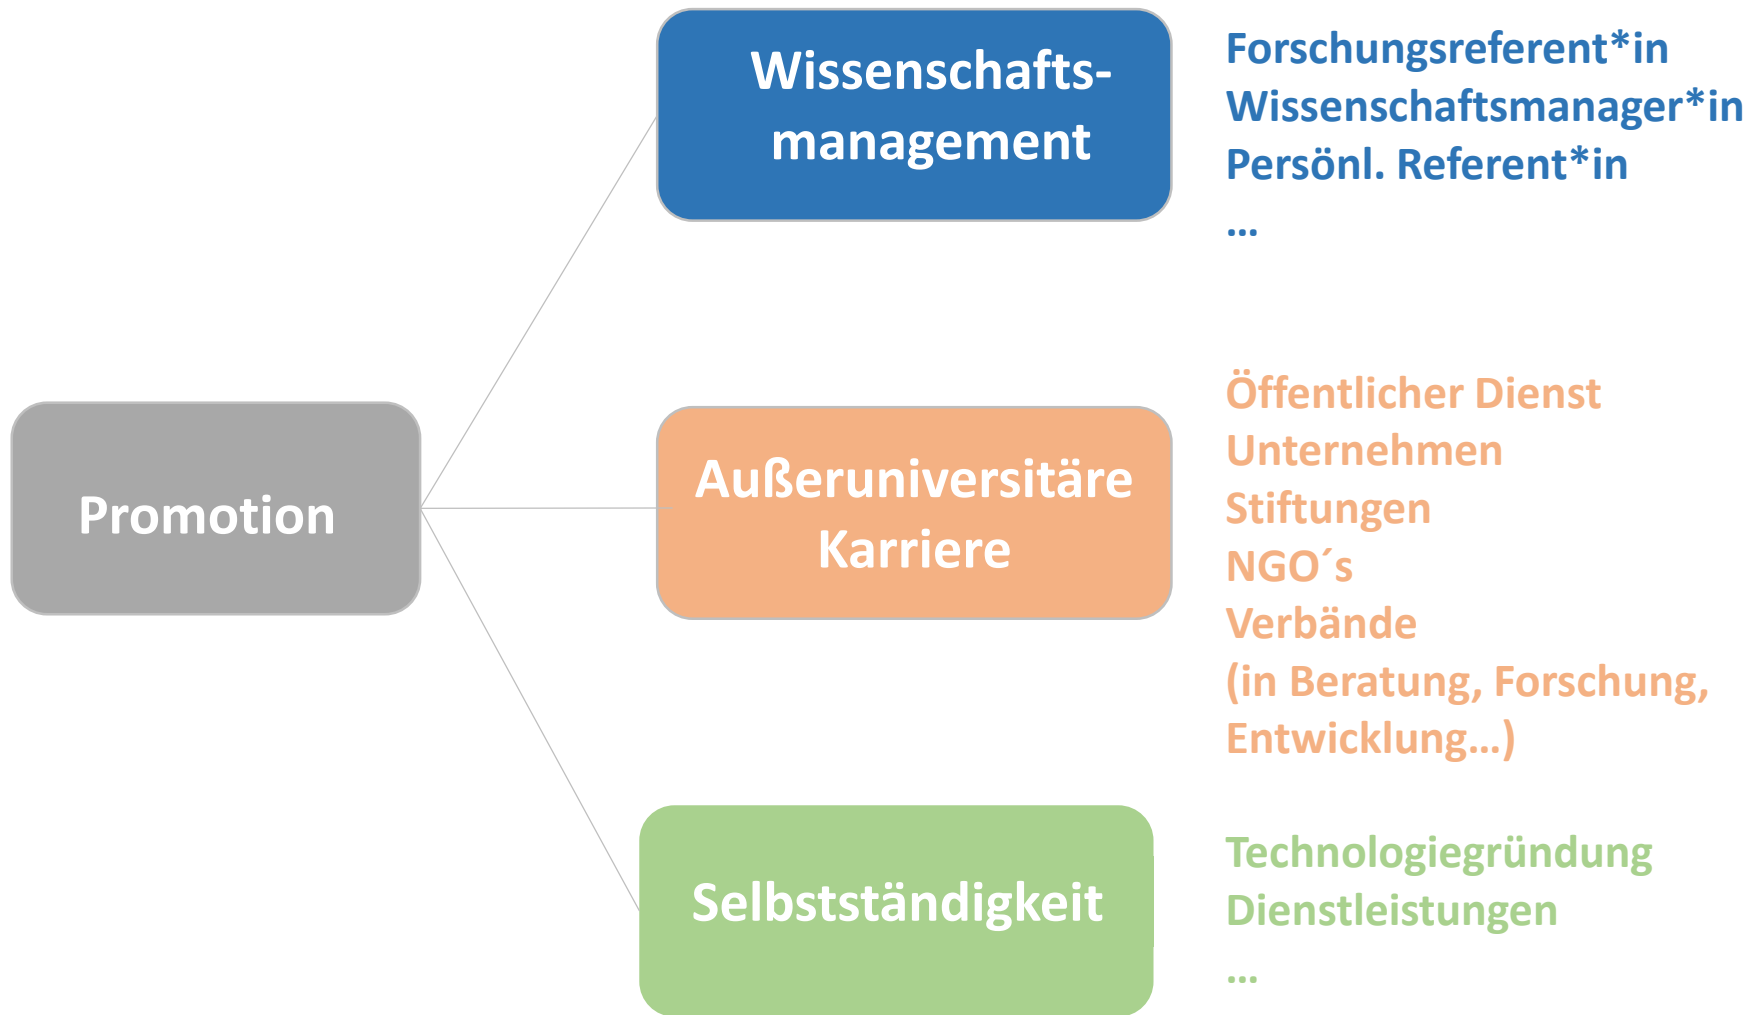 Wissenschafts-
management
Forschungsreferent*in
Wissenschaftsmanager*in
Persönl. Referent*in
...
Promotion
Außeruniversitäre
Karriere
Öffentlicher Dienst
Unternehmen
Stiftungen
NGO´s
Verbände
(in Beratung, Forschung,
Entwicklung...)
Selbstständigkeit
Technologiegründung
Dienstleistungen
...